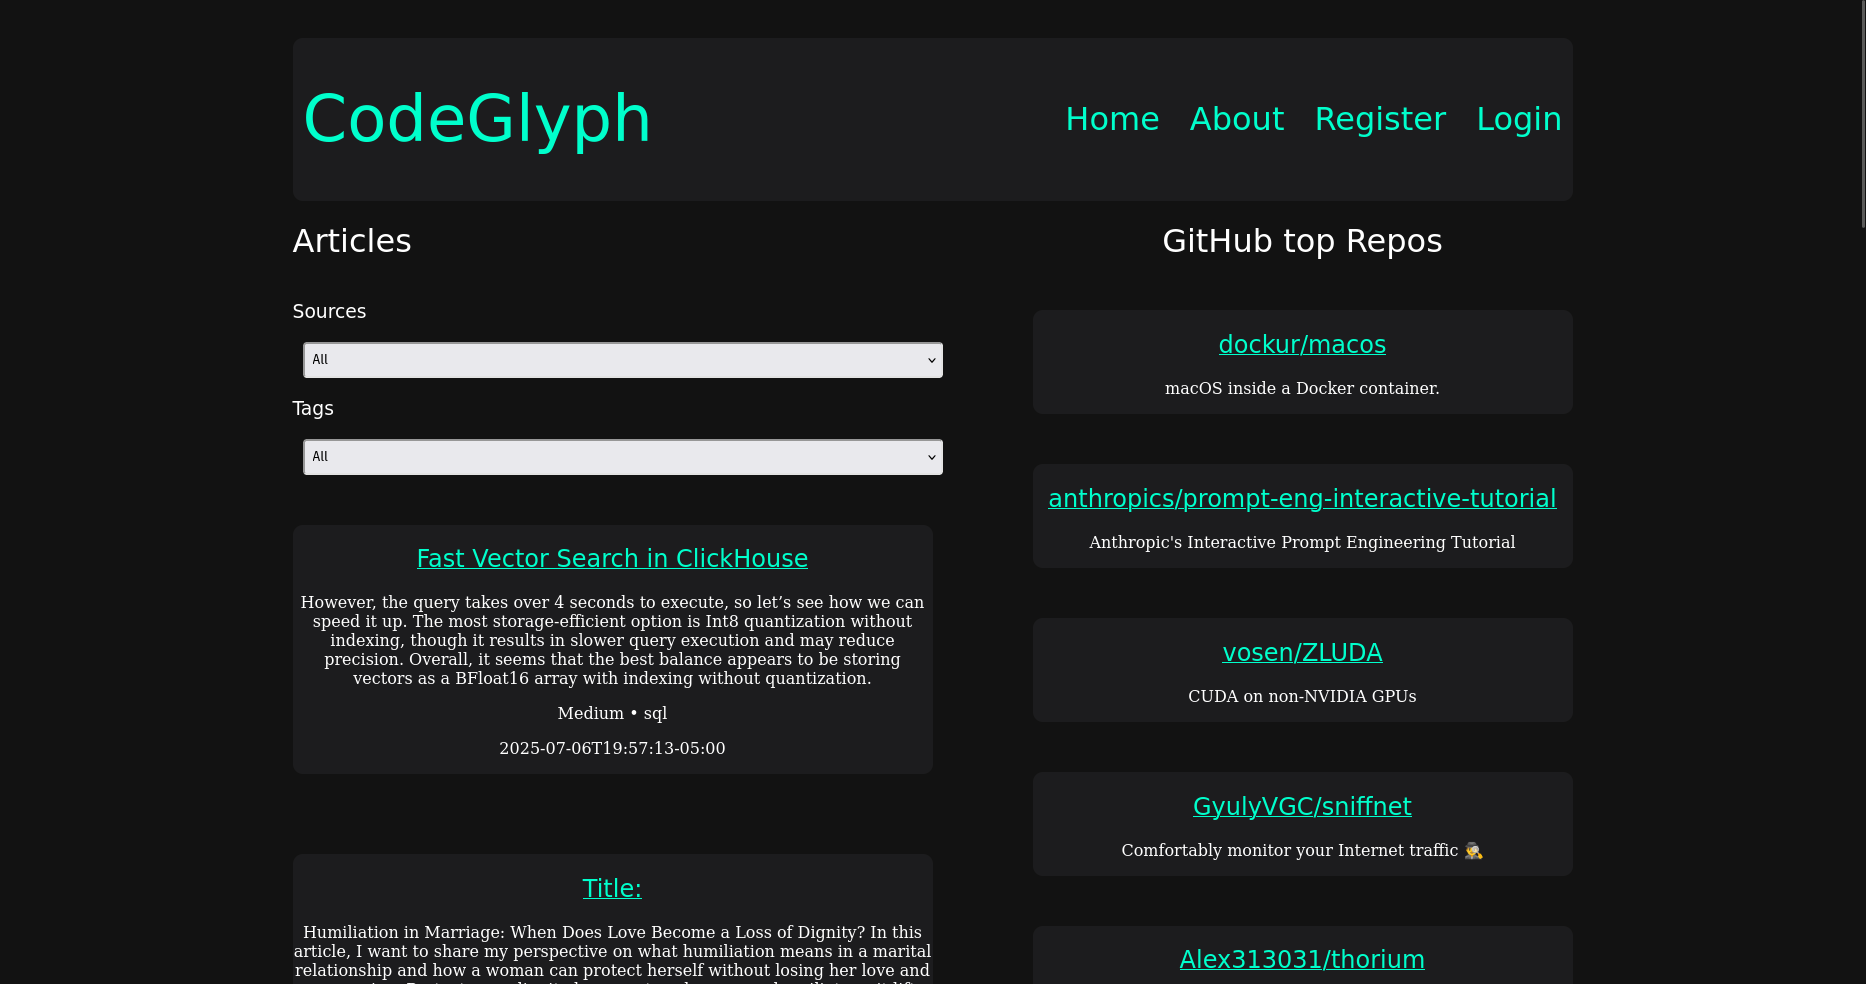 CodeGlyph
Home About Register Login
Articles
Sources
All
Tags
All
Fast Vector Search in ClickHouse
However, the query takes over 4 seconds to execute, so let’s see how we can
speed it up. The most storage-efficient option is Int8 quantization without
indexing, though it results in slower query execution and may reduce
precision. Overall, it seems that the best balance appears to be storing
vectors as a BFloat16 array with indexing without quantization.
Medium • sql
2025-07-06T19:57:13-05:00
Title:
Humiliation in Marriage: When Does Love Become a Loss of Dignity? In this
article, I want to share my perspective on what humiliation means in a marital
relationship and how a woman can protect herself without losing her love and
GitHub top Repos
dockur/macos
macOS inside a Docker container.
anthropics/prompt-eng-interactive-tutorial
Anthropic's Interactive Prompt Engineering Tutorial
vosen/ZLUDA
CUDA on non-NVIDIA GPUs
GyulyVGC/sniffnet
Comfortably monitor your Internet traffic 🕵️
Alex313031/thorium